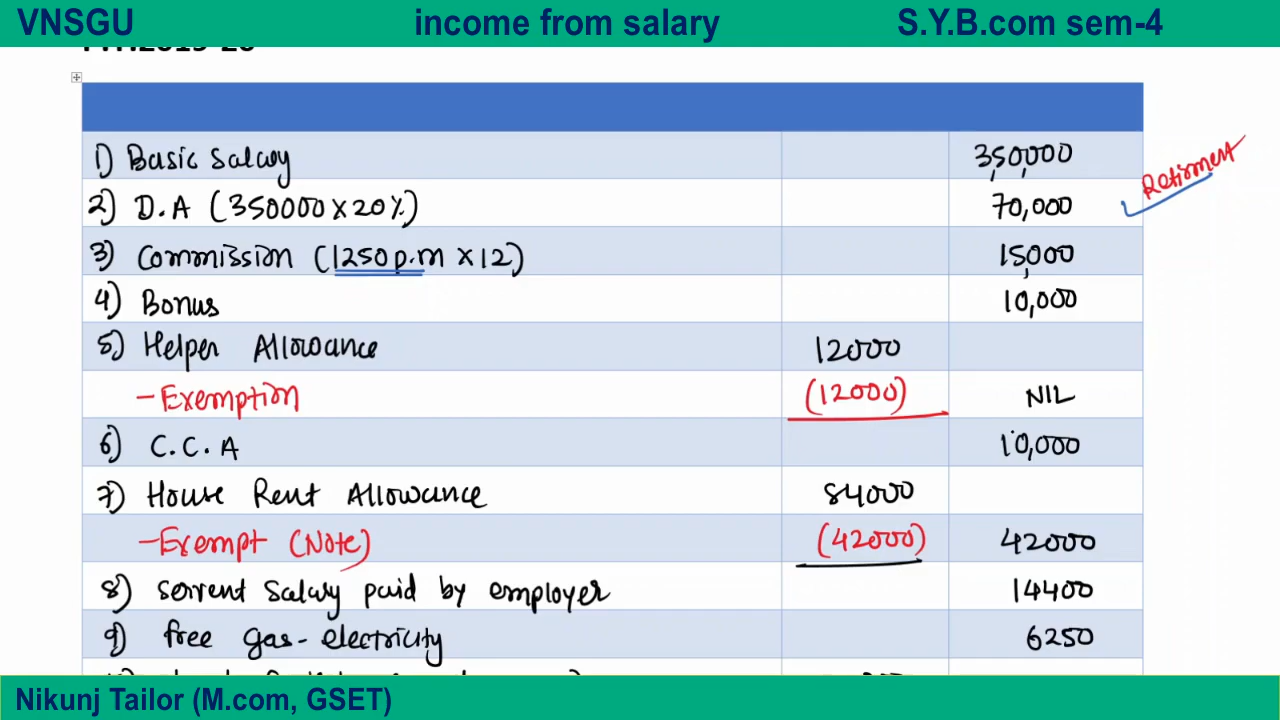 VNSGU income from salary S.Y.B.com sem-4
1) Basic Salary 350,000
Retirment
2) D.A (350000 x 20%) 70,000
3) Commission (1250 p.m x 12) 15,000
4) Bonus 10,000
5) Helper Allowance 12000
- Exemption (12000) NIL
6) C.C.A 10,000
7) House Rent Allowance 84000
- Exempt (Note) (42000) 42000
8) Servent Salary paid by employer 14400
9) free gas - electricity 6250
Nikunj Tailor (M.com, GSET)